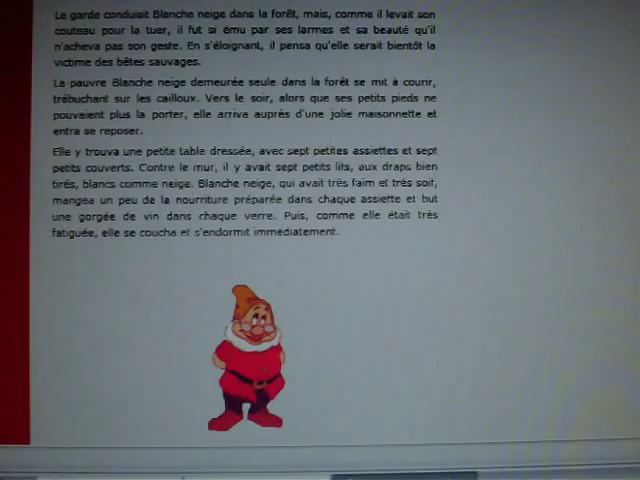 Le garde conduisit Blanche neige dans la forêt, mais, comme il levait son
couteau pour la tuer, il fut si ému par ses larmes et sa beauté qu'il
n'acheva pas son geste. En s'éloignant, il pensa qu'elle serait bientôt la
victime des bêtes sauvages.
La pauvre Blanche neige demeurée seule dans la forêt se mit à courir,
trébuchant sur les cailloux. Vers le soir, alors que ses petits pieds ne
pouvaient plus la porter, elle arriva auprès d'une jolie maisonnette et
entra se reposer.
Elle y trouva une petite table dressée, avec sept petites assiettes et sept
petits couverts. Contre le mur, il y avait sept petits lits, aux draps bien
tirés, blancs comme neige. Blanche neige, qui avait très faim et très soif,
mangea un peu de la nourriture préparée dans chaque assiette et but
une gorgée de vin dans chaque verre. Puis, comme elle était très
fatiguée, elle se coucha et s'endormit immédiatement.